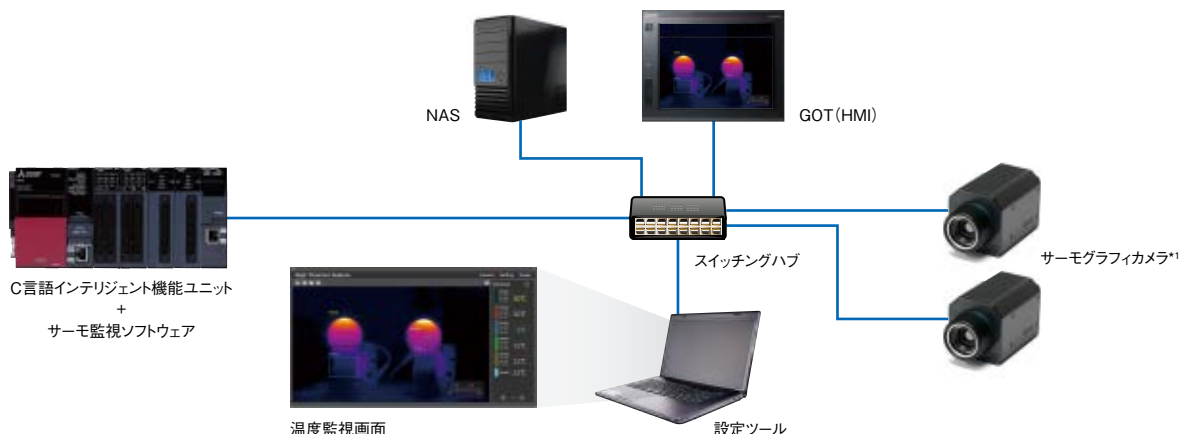 NAS
GOT(HMI)
スイッチングハブ
サーモグラフィカメラ*1
C言語インテリジェント機能ユニット
+
サーモ監視ソフトウェア
温度監視画面
設定ツール